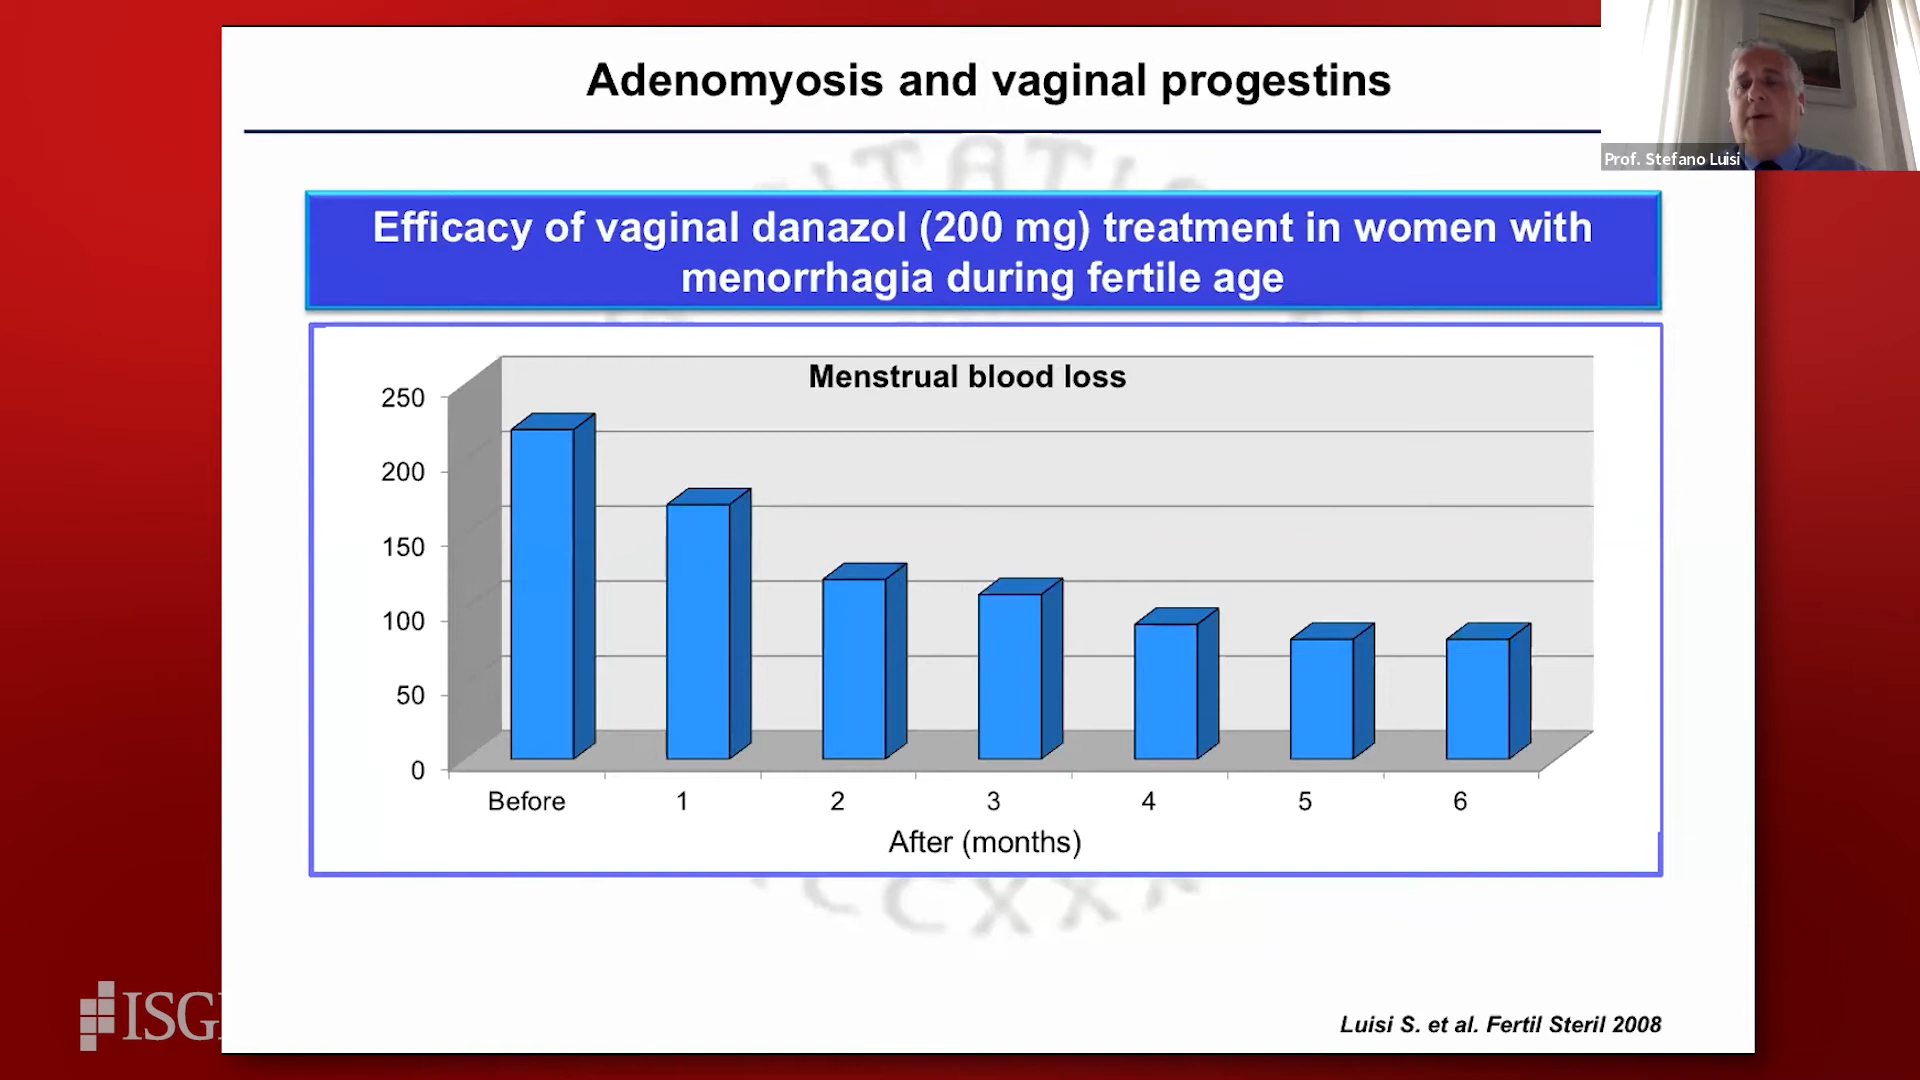 Adenomyosis and vaginal progestins
Prof. Stefano Luisi
Efficacy of vaginal danazol (200 mg) treatment in women with
menorrhagia during fertile age
Menstrual blood loss
250
200
150
100
50
0
Before 1 2 3 4 5 6
After (months)
ISG
Luisi S. et al. Fertil Steril 2008